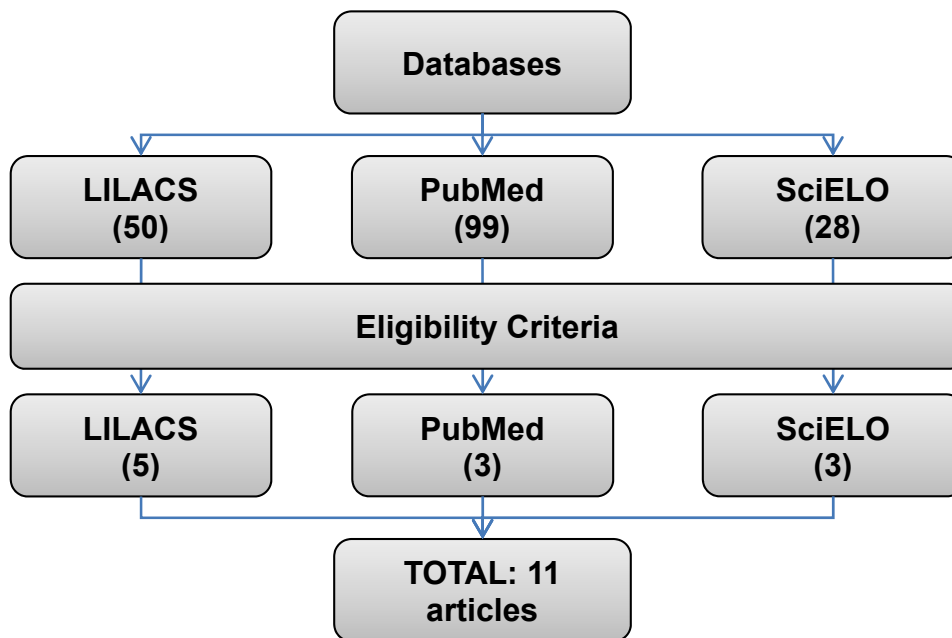 Databases
LILACS
(50)
PubMed
(99)
SciELO
(28)
Eligibility Criteria
LILACS
(5)
PubMed
(3)
SciELO
(3)
TOTAL: 11
articles